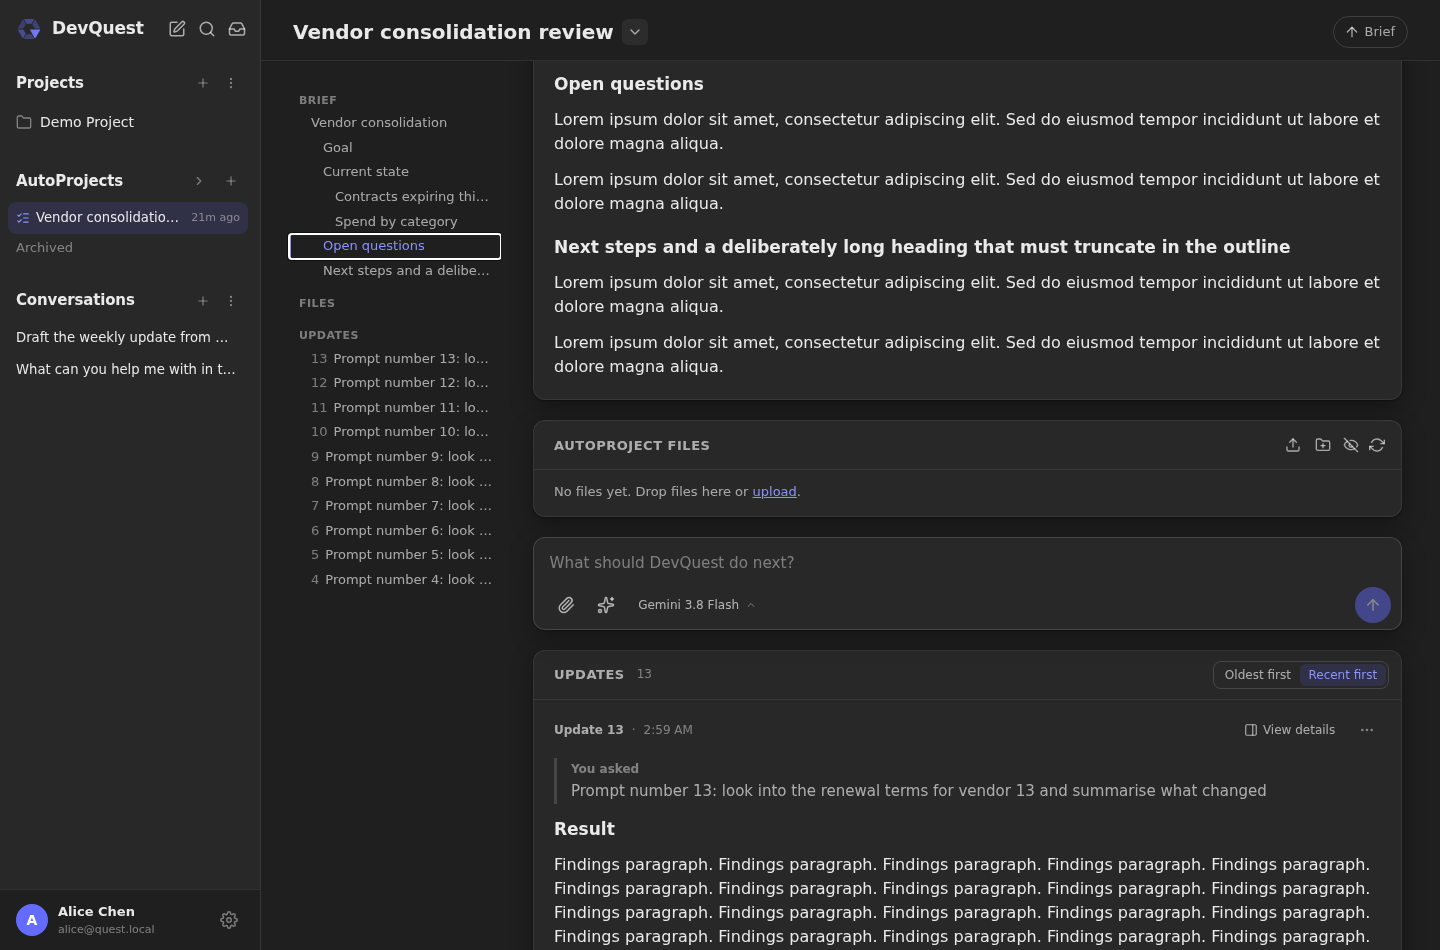 DevQuest
Projects
Demo Project
AutoProjects
Vendor consolidatio… 21m ago
Archived
Conversations
Draft the weekly update from …
What can you help me with in t…
A
Alice Chen
alice@quest.local
Vendor consolidation review
Brief
BRIEF
Vendor consolidation
Goal
Current state
Contracts expiring thi…
Spend by category
Open questions
Next steps and a delibe…
FILES
UPDATES
13 Prompt number 13: lo…
12 Prompt number 12: lo…
11 Prompt number 11: lo…
10 Prompt number 10: lo…
9 Prompt number 9: look …
8 Prompt number 8: look …
7 Prompt number 7: look …
6 Prompt number 6: look …
5 Prompt number 5: look …
4 Prompt number 4: look …
Open questions
Lorem ipsum dolor sit amet, consectetur adipiscing elit. Sed do eiusmod tempor incididunt ut labore et
dolore magna aliqua.
Lorem ipsum dolor sit amet, consectetur adipiscing elit. Sed do eiusmod tempor incididunt ut labore et
dolore magna aliqua.
Next steps and a deliberately long heading that must truncate in the outline
Lorem ipsum dolor sit amet, consectetur adipiscing elit. Sed do eiusmod tempor incididunt ut labore et
dolore magna aliqua.
Lorem ipsum dolor sit amet, consectetur adipiscing elit. Sed do eiusmod tempor incididunt ut labore et
dolore magna aliqua.
AUTOPROJECT FILES
No files yet. Drop files here or upload.
What should DevQuest do next?
Gemini 3.8 Flash
UPDATES 13
Oldest first Recent first
Update 13 · 2:59 AM
View details
You asked
Prompt number 13: look into the renewal terms for vendor 13 and summarise what changed
Result
Findings paragraph. Findings paragraph. Findings paragraph. Findings paragraph. Findings paragraph.
Findings paragraph. Findings paragraph. Findings paragraph. Findings paragraph. Findings paragraph.
Findings paragraph. Findings paragraph. Findings paragraph. Findings paragraph. Findings paragraph.
Findings paragraph. Findings paragraph. Findings paragraph. Findings paragraph. Findings paragraph.